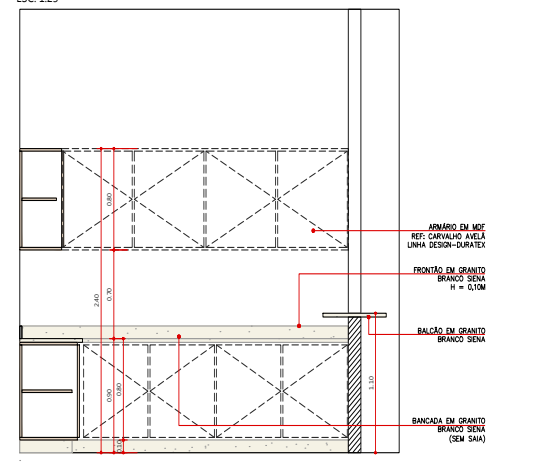 ESC: 1:25
0.80
ARMÁRIO EM MDF
REF: CARVALHO AVELÃ
LINHA DESIGN-DURATEX
FRONTÃO EM GRANITO
BRANCO SIENA
H = 0,10M
2.40
0.70
BALCÃO EM GRANITO
BRANCO SIENA
0.90
0.80
1.10
BANCADA EM GRANITO
BRANCO SIENA
(SEM SAIA)
0.10